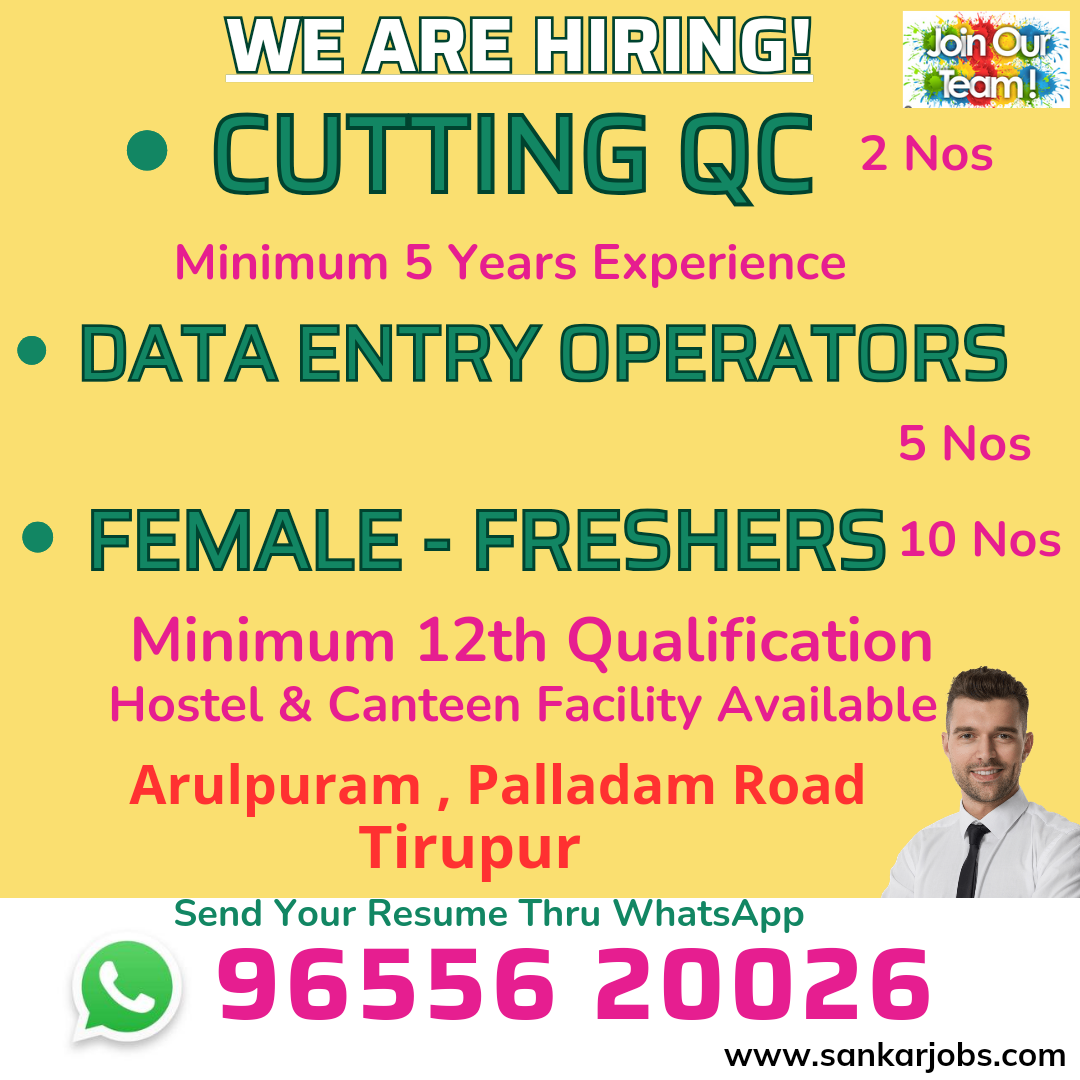 WE ARE HIRING!
Join Our
Team!
• CUTTING QC 2 Nos
Minimum 5 Years Experience
• DATA ENTRY OPERATORS
5 Nos
• FEMALE - FRESHERS 10 Nos
Minimum 12th Qualification
Hostel & Canteen Facility Available
Arulpuram , Palladam Road
Tirupur
Send Your Resume Thru WhatsApp
96556 20026
www.sankarjobs.com